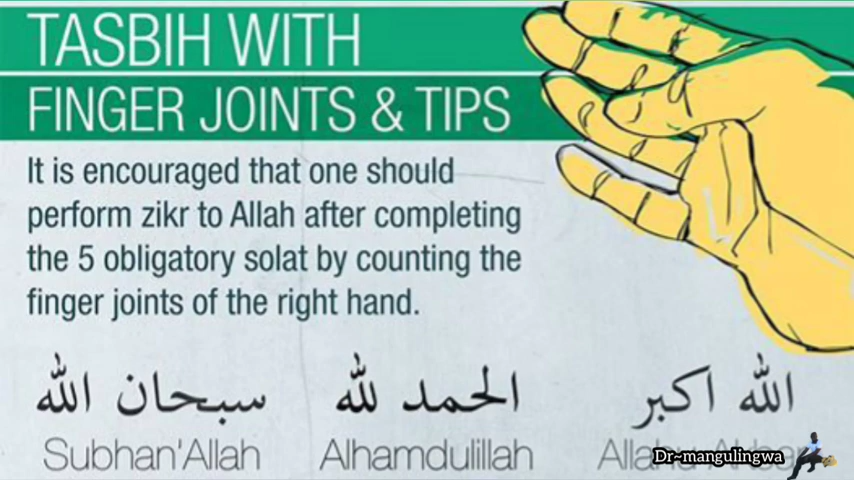 TASBIH WITH
FINGER JOINTS & TIPS
It is encouraged that one should
perform zikr to Allah after completing
the 5 obligatory solat by counting the
finger joints of the right hand.
سبحان الله
الحمد لله
الله اكبر
Subhan'Allah
Alhamdulillah
Allahu Akbar
Dr~mangulingwa